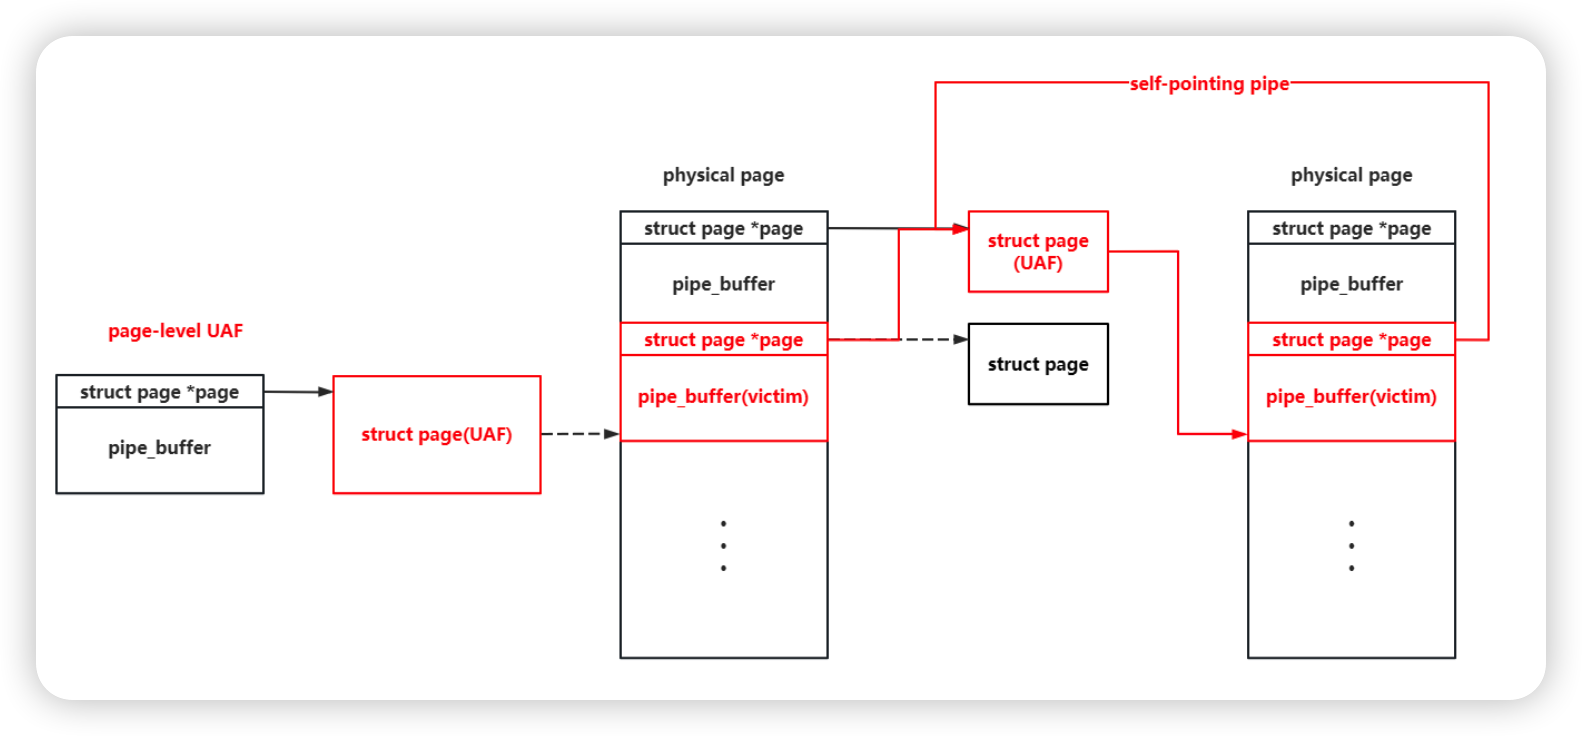 self-pointing pipe
physical page
physical page
struct page *page
pipe_buffer
struct page *page
pipe_buffer(victim)
struct page
(UAF)
struct page
struct page *page
pipe_buffer
struct page *page
pipe_buffer(victim)
page-level UAF
struct page *page
pipe_buffer
struct page(UAF)